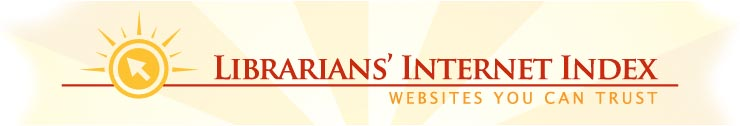 LIBRARIANS' INTERNET INDEX
WEBSITES YOU CAN TRUST